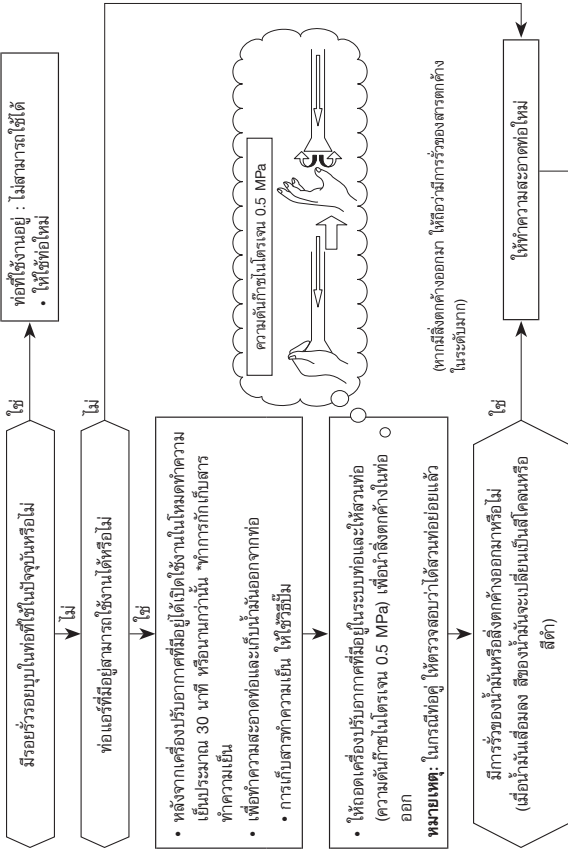 มีรอยรั่วรอยบุบในท่อที่ใช้ในปัจจุบันหรือไม่
ใช่
ท่อที่ใช้งานอยู่ : ไม่สามารถใช้ได้
• ให้ใช้ท่อใหม่
ไม่
ท่อแอร์ที่มีอยู่สามารถใช้งานได้หรือไม่
ไม่
ใช่
• หลังจากเครื่องปรับอากาศที่มีอยู่ได้เปิดใช้งานในโหมดทำความ
เย็นประมาณ 30 นาที หรือนานกว่านั้น *ทำการกักเก็บสาร
ทำความเย็น
• เพื่อทำความสะอาดท่อและเก็บน้ำมันออกจากท่อ
• การเก็บสารทำความเย็น ให้ใช้วิธีปั๊ม
• ให้ถอดเครื่องปรับอากาศที่มีอยู่ในระบบท่อและให้สวนท่อ
(ความดันก๊าซไนโตรเจน 0.5 MPa) เพื่อนำสิ่งตกค้างในท่อ
ออก
หมายเหตุ: ในกรณีท่อคู่ ให้ตรวจสอบว่าได้สวนท่อย่อยแล้ว
ความดันก๊าซไนโตรเจน 0.5 MPa
มีการรั่วของน้ำมันหรือสิ่งตกค้างออกมาหรือไม่
(เมื่อน้ำมันเสื่อมลง สีของน้ำมันจะเปลี่ยนเป็นสีโคลนหรือ
สีดำ)
ใช่
(หากมีสิ่งตกค้างออกมา ให้ถือว่ามีการรั่วของสารตกค้าง
ในระดับมาก)
ให้ทำความสะอาดท่อใหม่